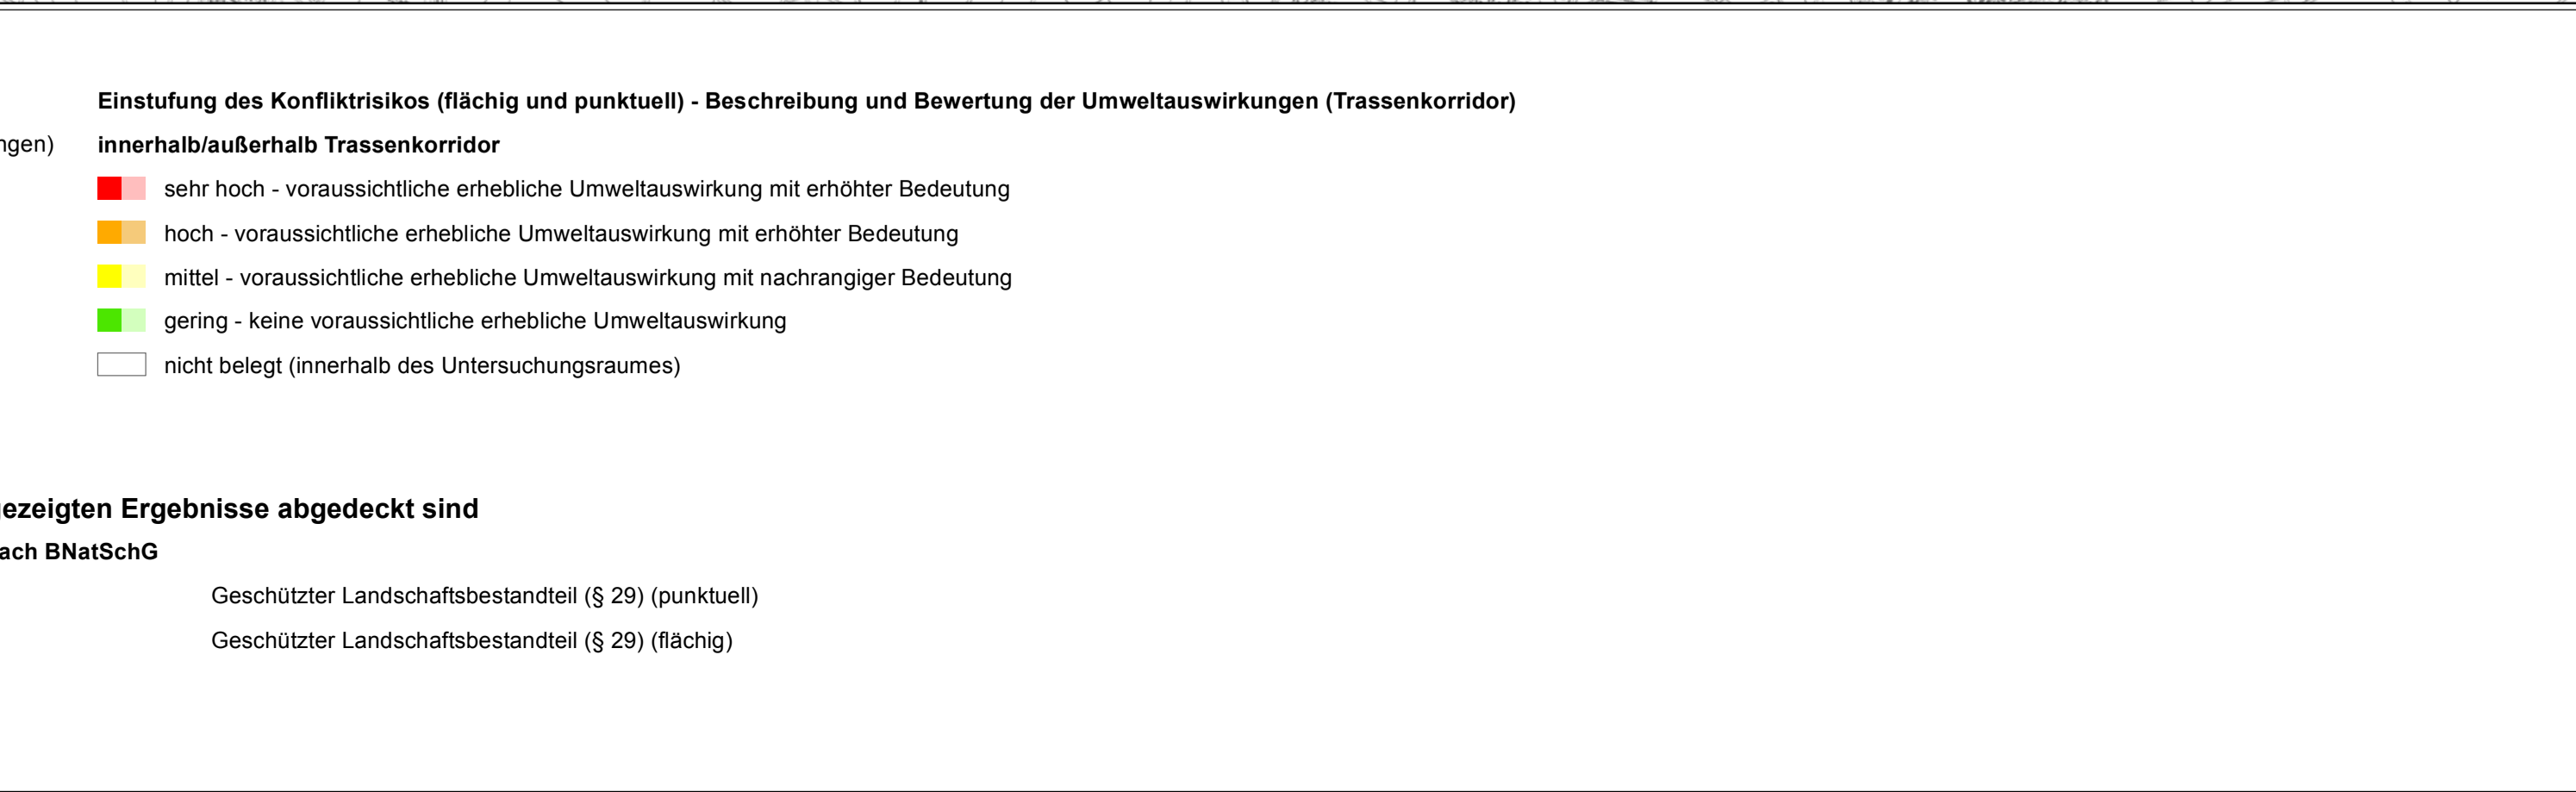 Einstufung des Konfliktrisikos (flächig und punktuell) - Beschreibung und Bewertung der Umweltauswirkungen (Trassenkorridor)
ngen) innerhalb/außerhalb Trassenkorridor
sehr hoch - voraussichtliche erhebliche Umweltauswirkung mit erhöhter Bedeutung
hoch - voraussichtliche erhebliche Umweltauswirkung mit erhöhter Bedeutung
mittel - voraussichtliche erhebliche Umweltauswirkung mit nachrangiger Bedeutung
gering - keine voraussichtliche erhebliche Umweltauswirkung
nicht belegt (innerhalb des Untersuchungsraumes)
gezeigten Ergebnisse abgedeckt sind
ach BNatSchG
Geschützter Landschaftsbestandteil (§ 29) (punktuell)
Geschützter Landschaftsbestandteil (§ 29) (flächig)